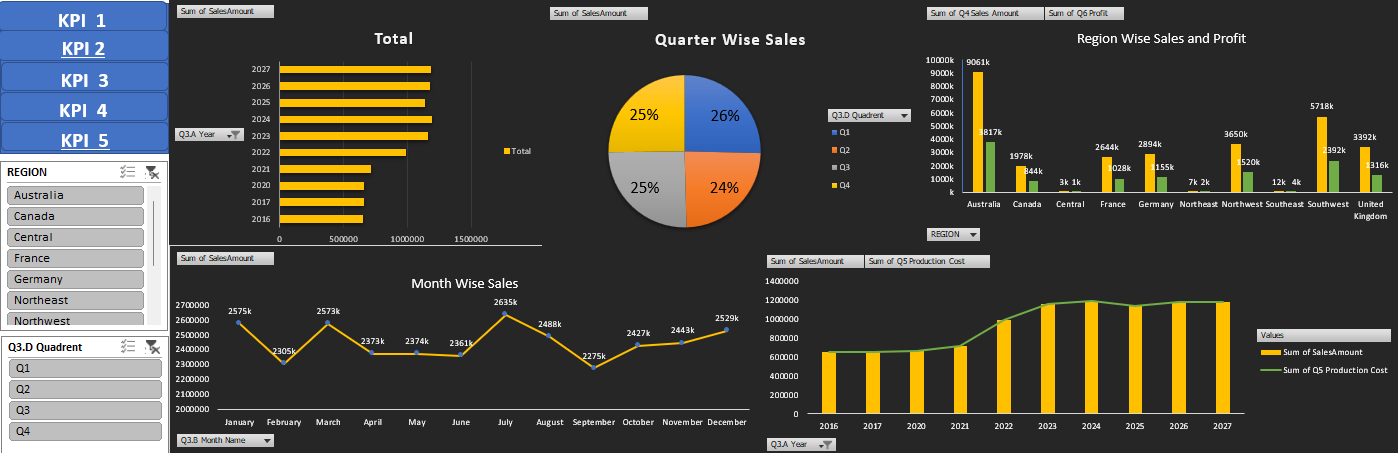 KPI 1
KPI 2
KPI 3
KPI 4
KPI 5
REGION
Australia
Canada
Central
France
Germany
Northeast
Northwest
Q3.D Quadrent
Q1
Q2
Q3
Q4
Sum of SalesAmount
Total
Q3.A Year
2027
2026
2025
2024
2023
2022
2021
2020
2017
2016
0 500000 1000000 1500000
Total
Sum of SalesAmount
Quarter Wise Sales
25% 26%
25% 24%
Q3.D Quadrent
Q1
Q2
Q3
Q4
Sum of Q4 Sales Amount Sum of Q6 Profit
Region Wise Sales and Profit
10000k
9000k
8000k
7000k
6000k
5000k
4000k
3000k
2000k
1000k
k
9061k 3817k 1978k 844k 3k 1k 2644k 1028k 2894k 1155k 7k 2k 3650k 1520k 12k 4k 5718k 2392k 3392k 1316k
Australia Canada Central France Germany Northeast Northwest Southeast Southwest United
Kingdom
REGION
Sum of SalesAmount
Month Wise Sales
2700000
2600000
2500000
2400000
2300000
2200000
2100000
2000000
2575k 2305k 2573k 2373k 2374k 2361k 2635k 2488k 2275k 2427k 2443k 2529k
January February March April May June July August September October November December
Q3.B Month Name
Sum of SalesAmount Sum of Q5 Production Cost
1400000
1200000
1000000
800000
600000
400000
200000
0
2016 2017 2020 2021 2022 2023 2024 2025 2026 2027
Q3.A Year
Values
Sum of SalesAmount
Sum of Q5 Production Cost